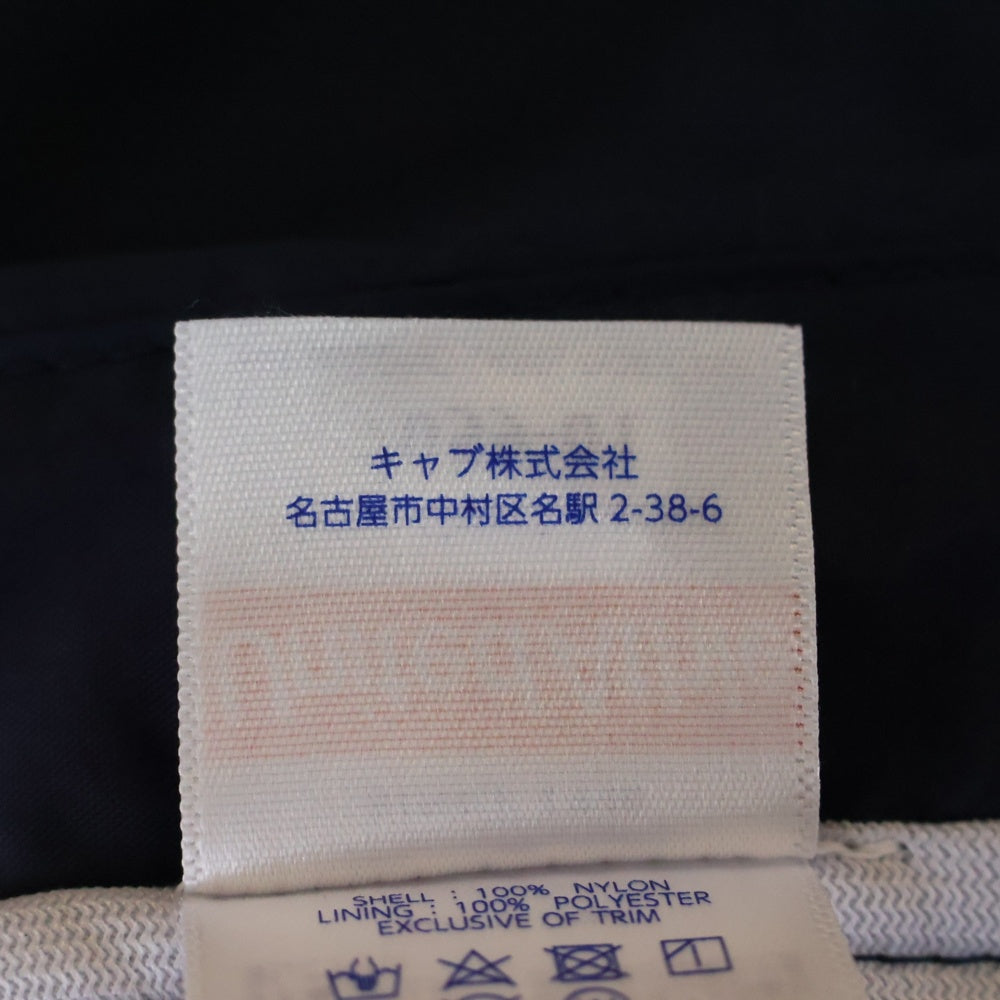 キャブ株式会社
名古屋市中村区名駅 2-38-6
SHELL : 100% NYLON
LINING : 100% POLYESTER
EXCLUSIVE OF TRIM